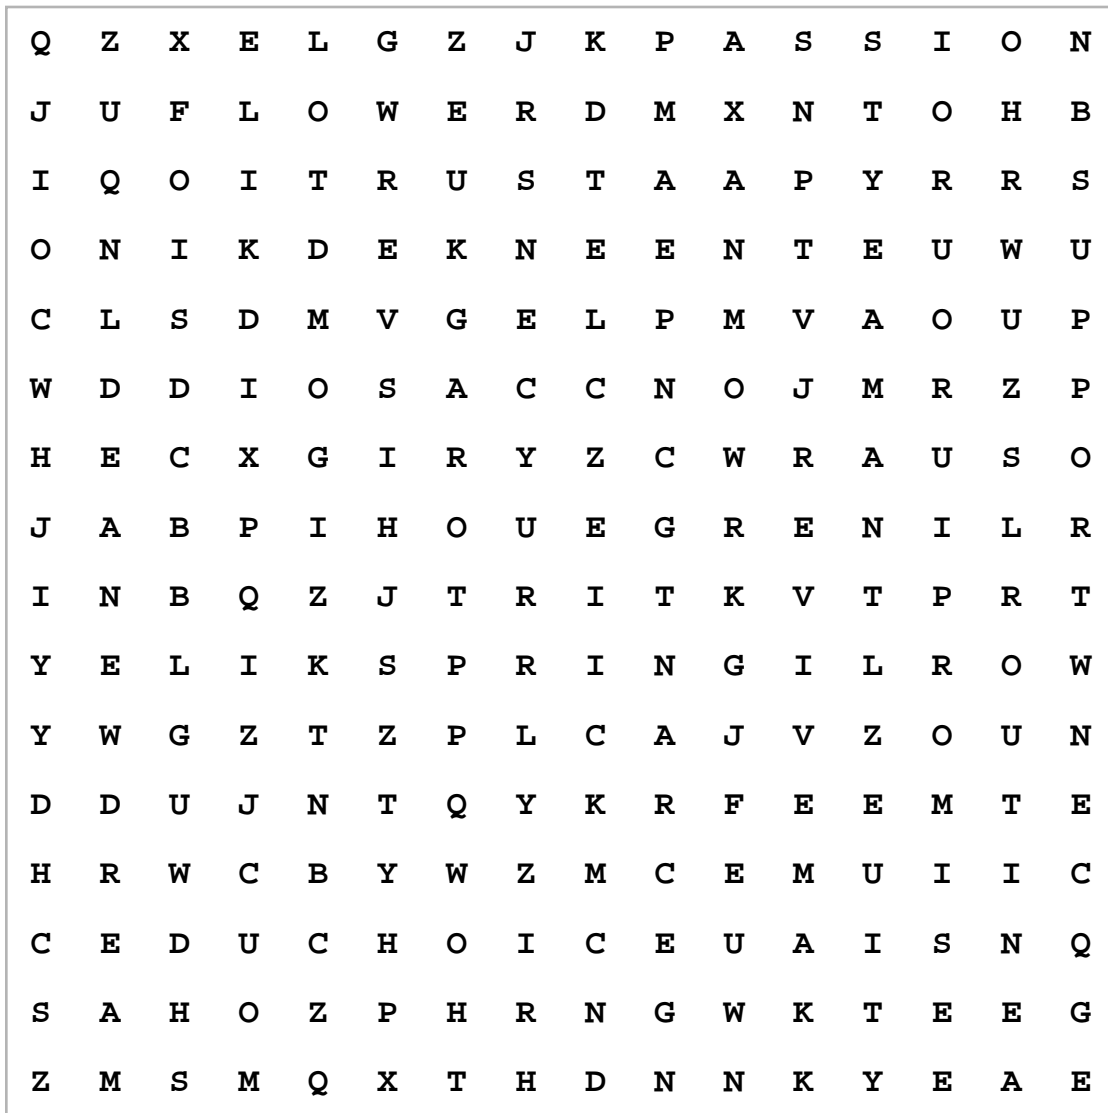 Q Z X E L G Z J K P A S S I O N
J U F L O W E R D M X N T O H B
I Q O I T R U S T A A P Y R R S
O N I K D E K N E E N T E U W U
C L S D M V G E L P M V A O U P
W D D I O S A C C N O J M R Z P
H E C X G I R Y Z C W R A U S O
J A B P I H O U E G R E N I L R
I N B Q Z J T R I T K V T P R T
Y E L I K S P R I N G I L R O W
Y W G Z T Z P L C A J V Z O U N
D D U J N T Q Y K R F E E M T E
H R W C B Y W Z M C E M U I I C
C E D U C H O I C E U A I S N Q
S A H O Z P H R N G W K T E E G
Z M S M Q X T H D N N K Y E A E